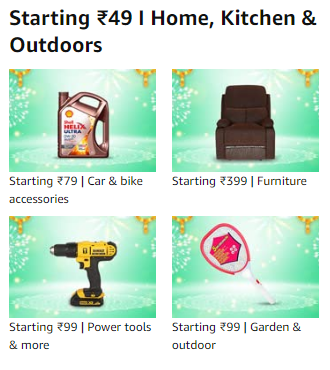 Starting ₹49 I Home, Kitchen &
Outdoors
Shell
HELIX
ULTRA
Starting ₹79 | Car & bike
accessories
Starting ₹399 | Furniture
Starting ₹99 | Power tools
& more
Starting ₹99 | Garden &
outdoor